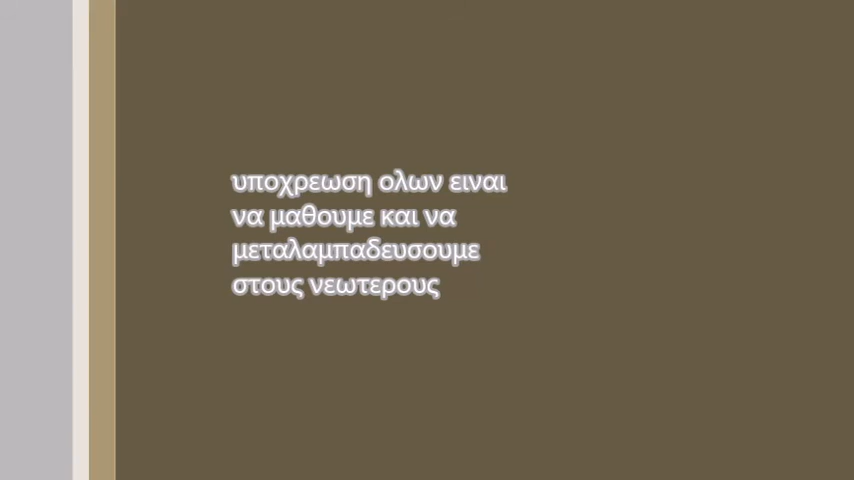 υποχρεωση ολων ειναι
να μαθουμε και να
μεταλαμπαδευσουμε
στους νεωτερους